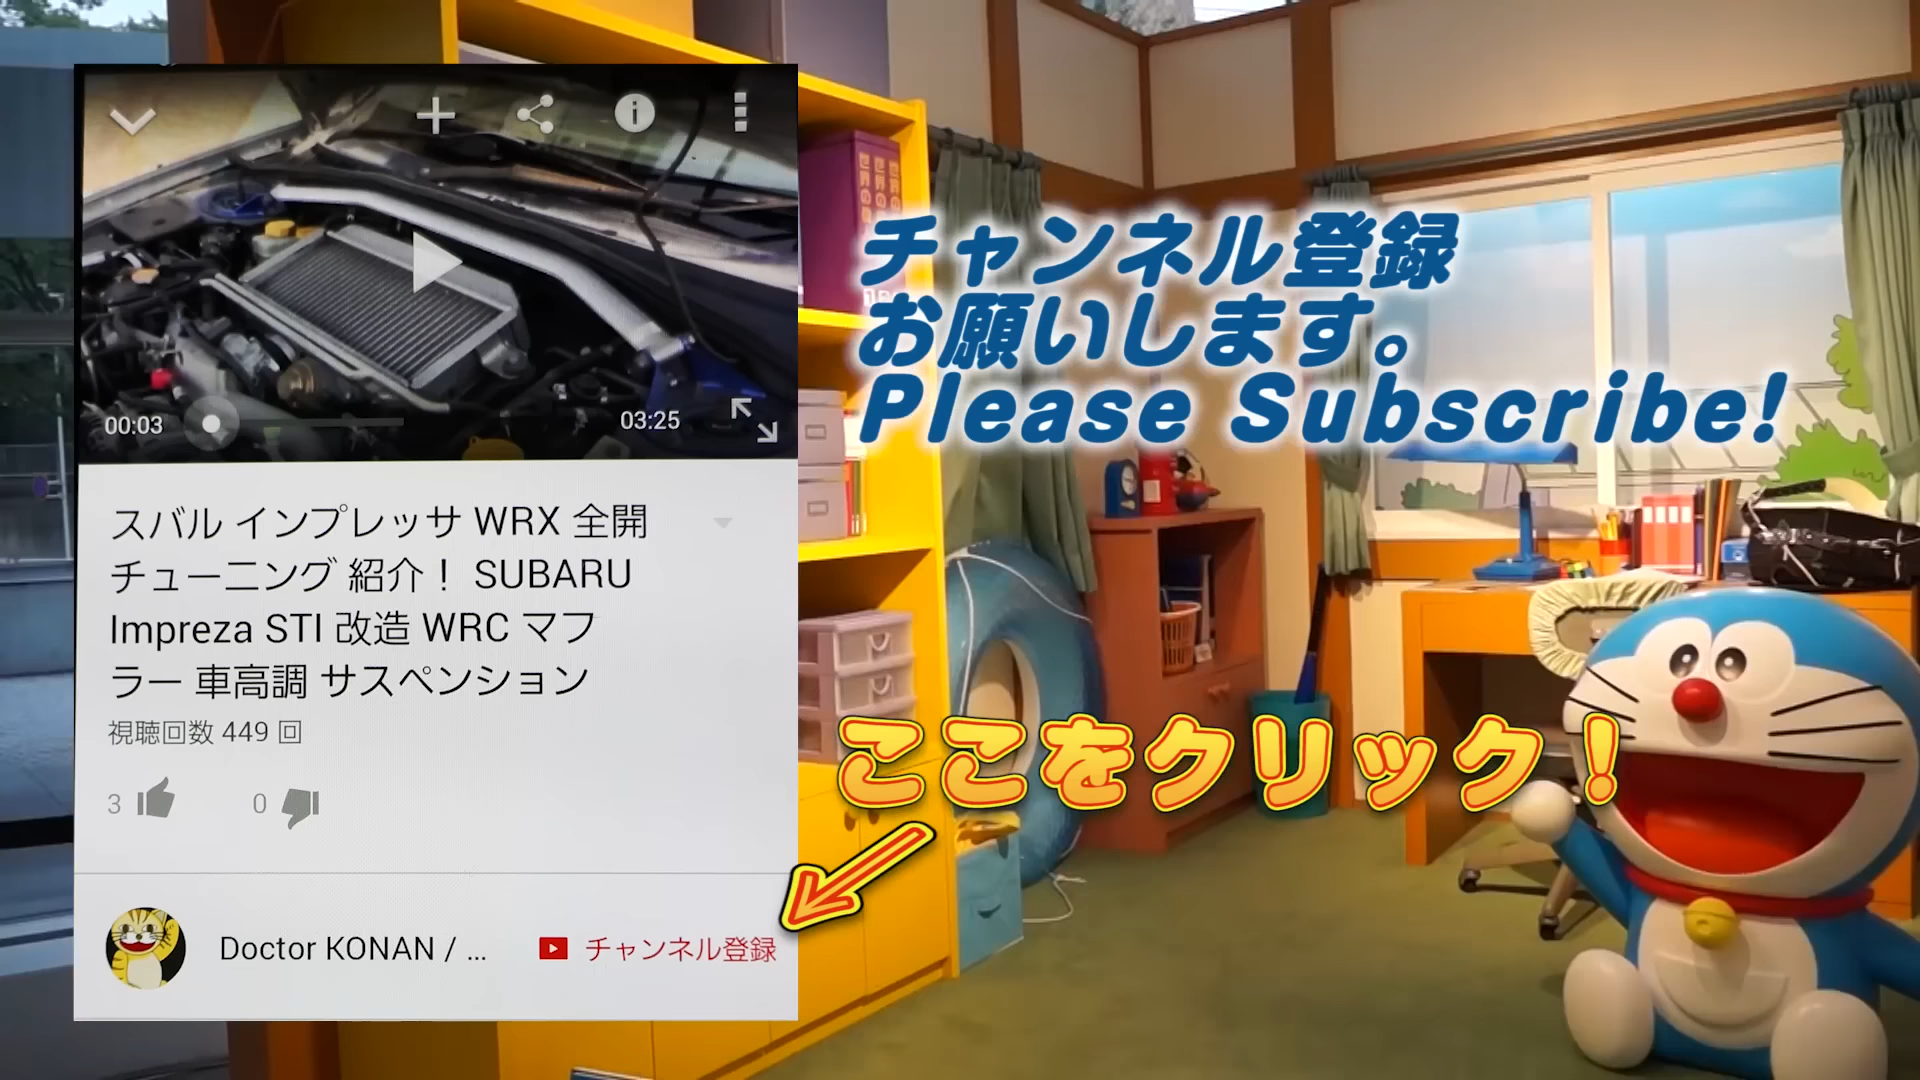 00:03
03:25
スバル インプレッサ WRX 全開
チューニング 紹介！ SUBARU
Impreza STI 改造 WRC マフ
ラー 車高調 サスペンション
視聴回数 449 回
3
0
Doctor KONAN / ...
チャンネル登録
チャンネル登録
お願いします。
Please Subscribe!
ここをクリック！